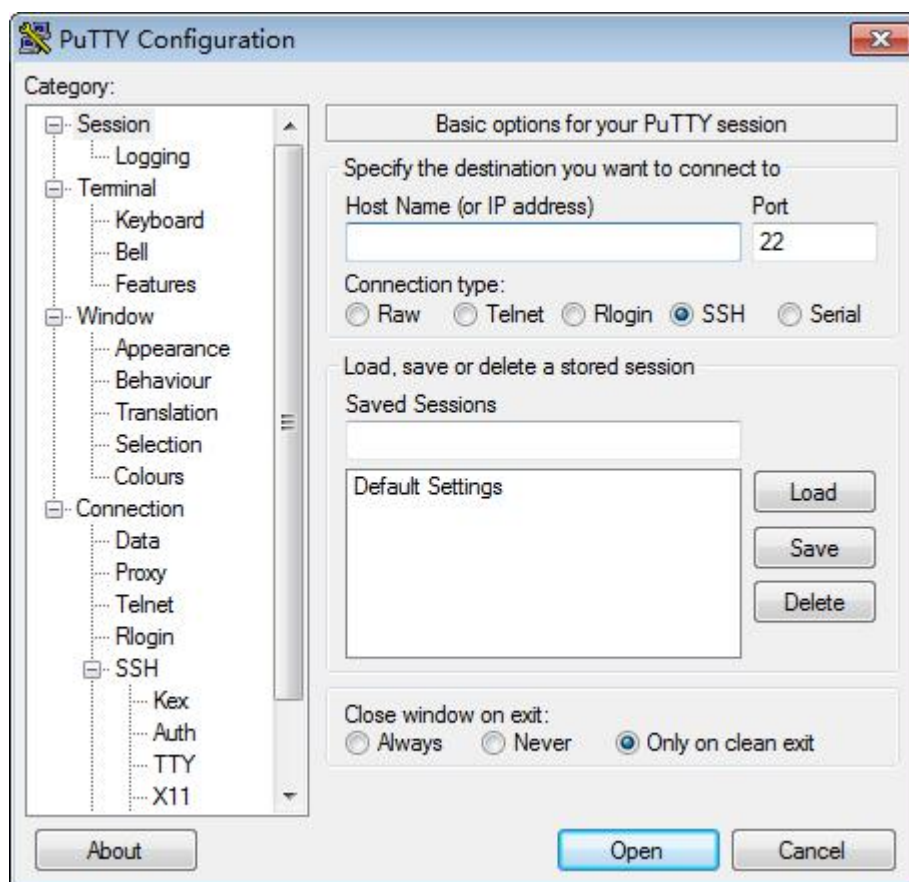 PuTTY Configuration
Category:
Session
Logging
Terminal
Keyboard
Bell
Features
Window
Appearance
Behaviour
Translation
Selection
Colours
Connection
Data
Proxy
Telnet
Rlogin
SSH
Kex
Auth
TTY
X11
Basic options for your PuTTY session
Specify the destination you want to connect to
Host Name (or IP address) Port
22
Connection type:
Raw Telnet Rlogin SSH Serial
Load, save or delete a stored session
Saved Sessions
Default Settings
Load
Save
Delete
Close window on exit:
Always Never Only on clean exit
About Open Cancel